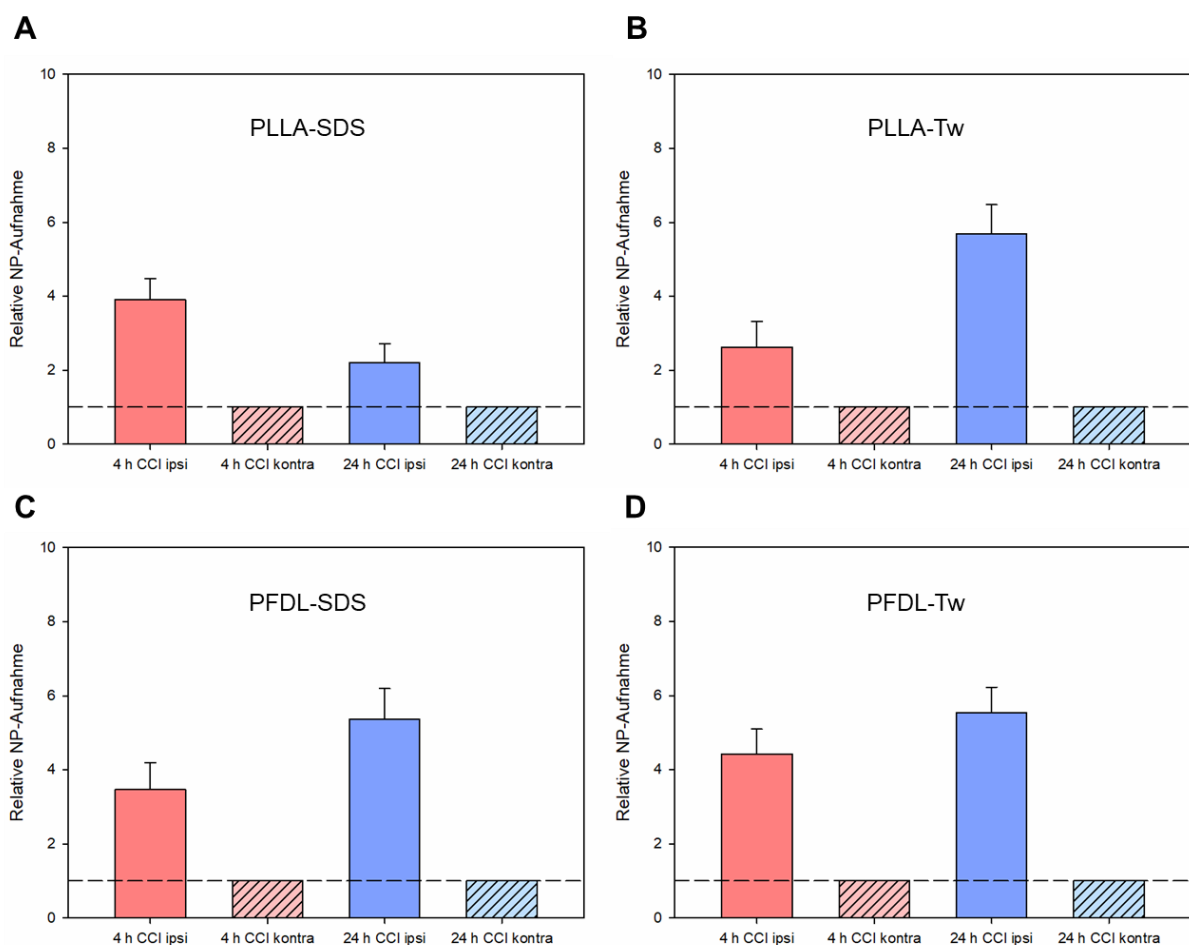 A
Relative NP-Aufnahme
10
8
6
4
2
0
PLLA-SDS
4 h CCI ipsi
4 h CCI kontra
24 h CCI ipsi
24 h CCI kontra
B
Relative NP-Aufnahme
10
8
6
4
2
0
PLLA-Tw
4 h CCI ipsi
4 h CCI kontra
24 h CCI ipsi
24 h CCI kontra
C
Relative NP-Aufnahme
10
8
6
4
2
0
PFDL-SDS
4 h CCI ipsi
4 h CCI kontra
24 h CCI ipsi
24 h CCI kontra
D
Relative NP-Aufnahme
10
8
6
4
2
0
PFDL-Tw
4 h CCI ipsi
4 h CCI kontra
24 h CCI ipsi
24 h CCI kontra